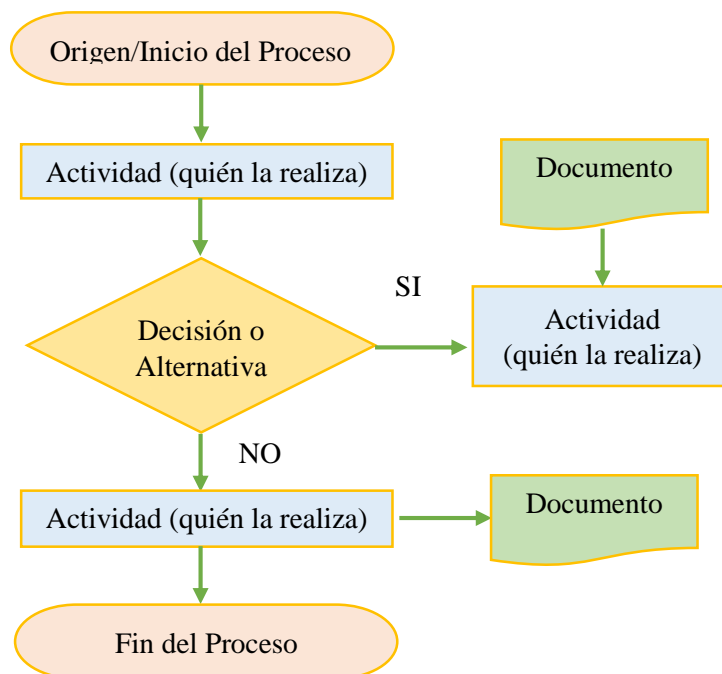 Origen/Inicio del Proceso
Actividad (quién la realiza)
Documento
SI
Decisión o
Alternativa
Actividad
(quién la realiza)
NO
Actividad (quién la realiza)
Documento
Fin del Proceso